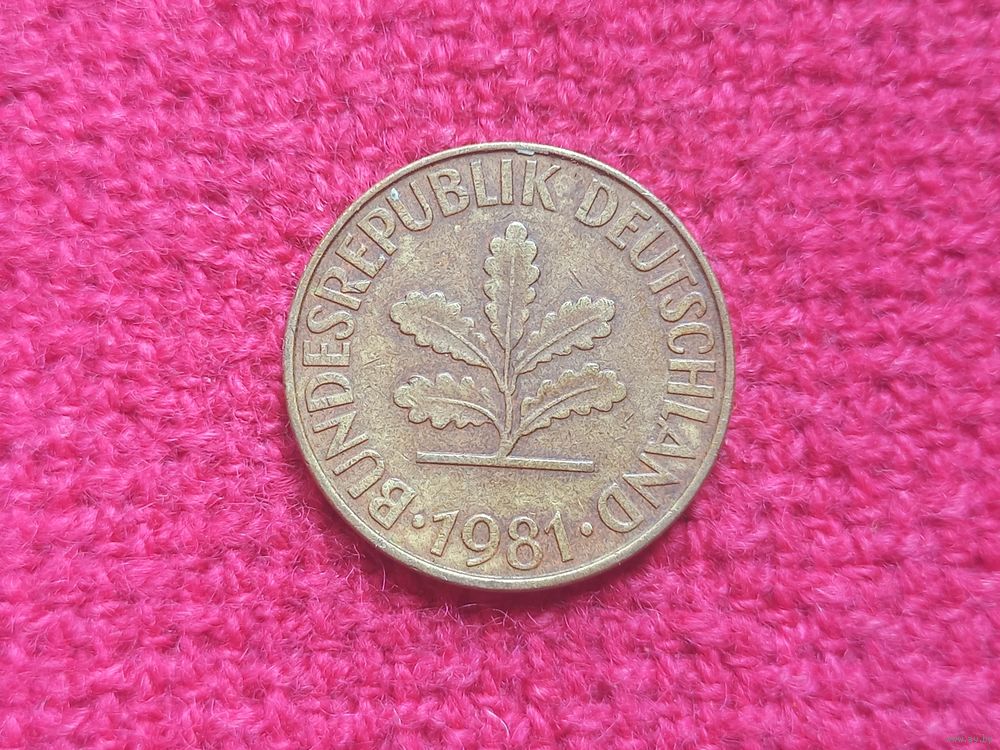 BUNDESREPUBLIK DEUTSCHLAND
· 1981 ·